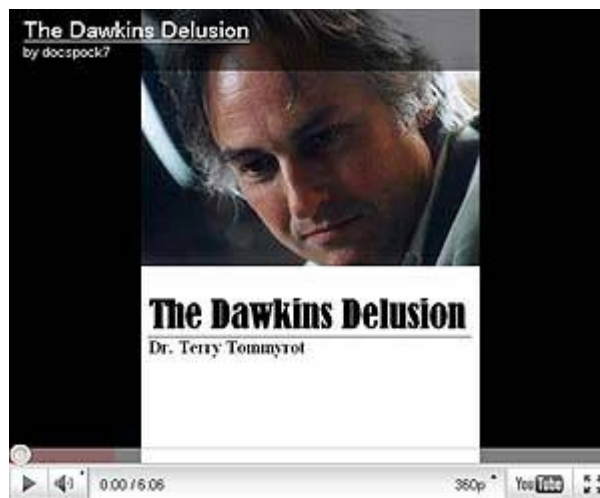 The Dawkins Delusion
by docspock7
The Dawkins Delusion
Dr. Terry Tommyrot
0:00 / 6:06 360p YouTube